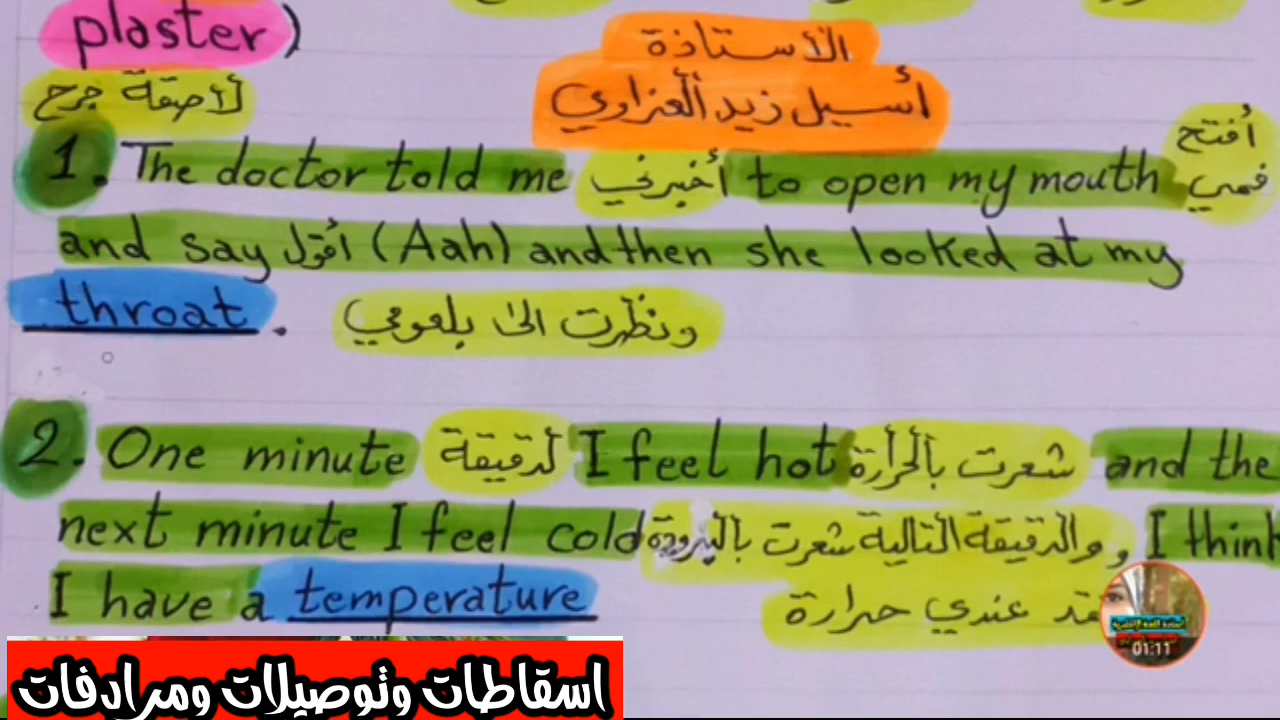 plaster)
الأستاذة
لاصقة جرح
أسيل زيد العزاوي
أفتح
1. The doctor told me أخبرني to open my mouth فمي
and say أقول (Aah) and then she looked at my
throat. ونظرت الى بلعومي
2. One minute لدقيقة I feel hot شعرت بالحرارة and the
next minute I feel cold والدقيقة التالية شعرت بالبرودة, I think
I have a temperature عندي حرارة
01:11
اسقاطات وتوصيلات ومرادفات